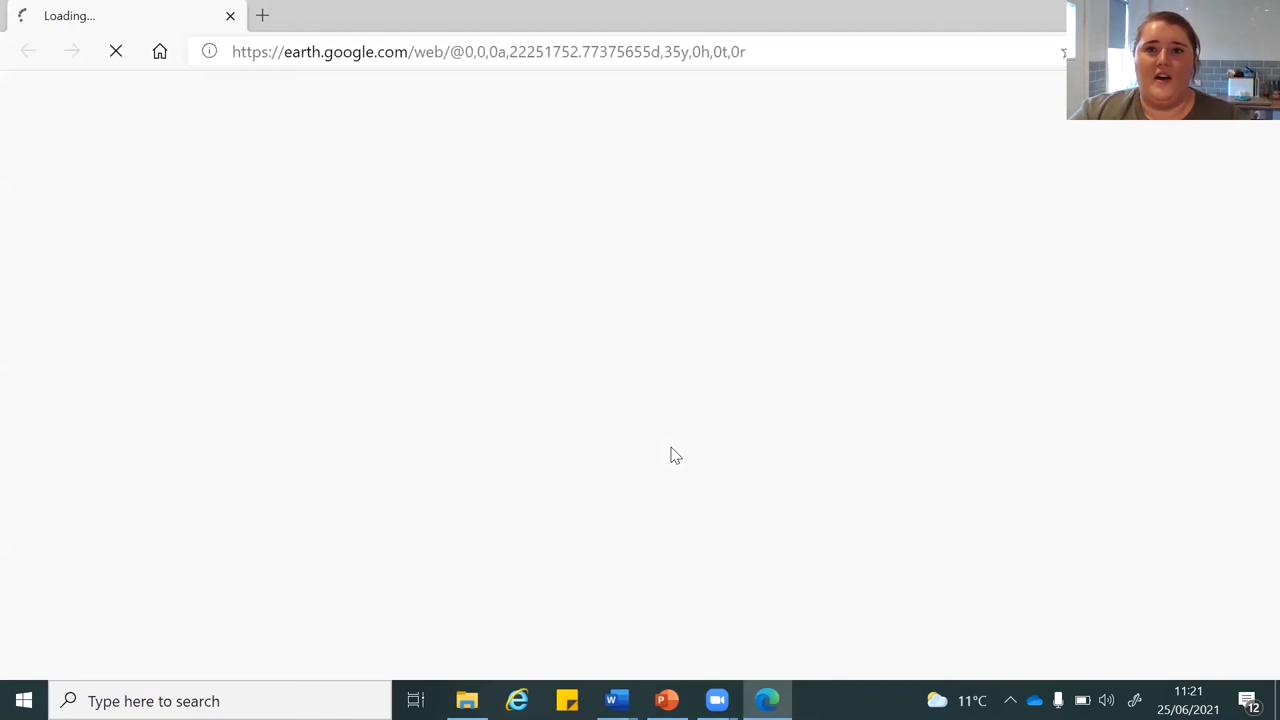 Loading...
https://earth.google.com/web/@0,0,0a,22251752.77375655d,35y,0h,0t,0r
Type here to search
11°C
11:21
25/06/2021
12